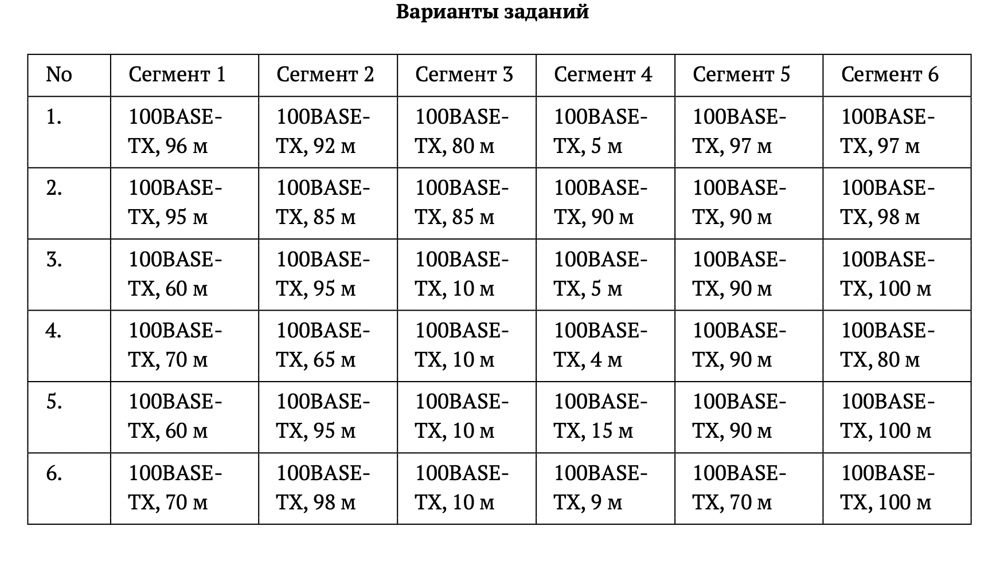 Варианты заданий
No Сегмент 1 Сегмент 2 Сегмент 3 Сегмент 4 Сегмент 5 Сегмент 6
1. 100BASE- 100BASE- 100BASE- 100BASE- 100BASE- 100BASE-
TX, 96 м TX, 92 м TX, 80 м TX, 5 м TX, 97 м TX, 97 м
2. 100BASE- 100BASE- 100BASE- 100BASE- 100BASE- 100BASE-
TX, 95 м TX, 85 м TX, 85 м TX, 90 м TX, 90 м TX, 98 м
3. 100BASE- 100BASE- 100BASE- 100BASE- 100BASE- 100BASE-
TX, 60 м TX, 95 м TX, 10 м TX, 5 м TX, 90 м TX, 100 м
4. 100BASE- 100BASE- 100BASE- 100BASE- 100BASE- 100BASE-
TX, 70 м TX, 65 м TX, 10 м TX, 4 м TX, 90 м TX, 80 м
5. 100BASE- 100BASE- 100BASE- 100BASE- 100BASE- 100BASE-
TX, 60 м TX, 95 м TX, 10 м TX, 15 м TX, 90 м TX, 100 м
6. 100BASE- 100BASE- 100BASE- 100BASE- 100BASE- 100BASE-
TX, 70 м TX, 98 м TX, 10 м TX, 9 м TX, 70 м TX, 100 м